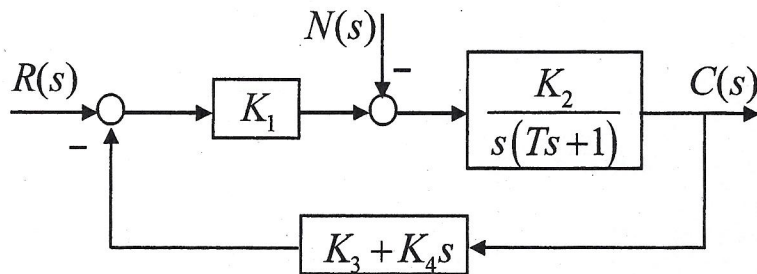 N(s)
−
R(s)
K₁
K₂
s(Ts+1)
C(s)
−
K₃+K₄s